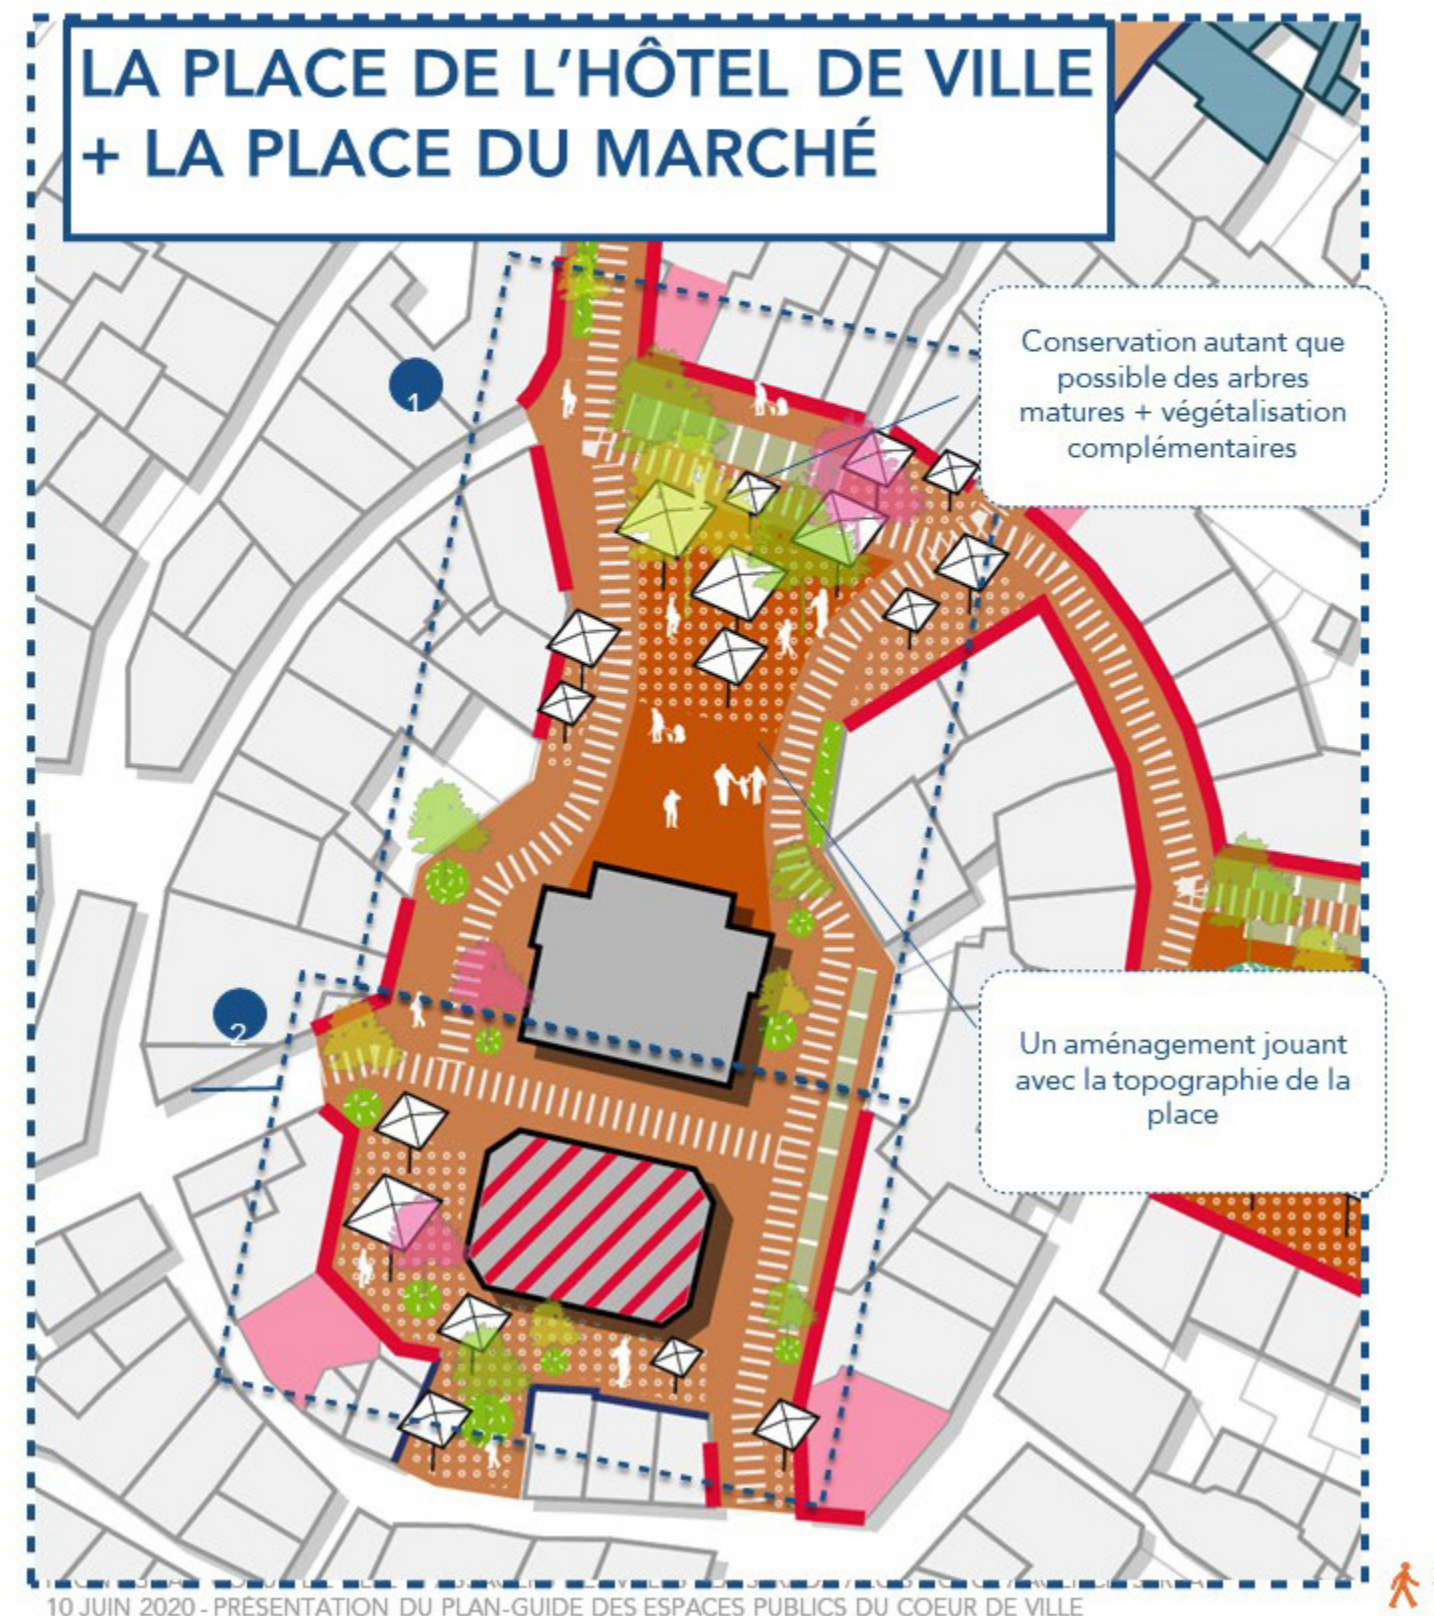 LA PLACE DE L'HÔTEL DE VILLE
+ LA PLACE DU MARCHÉ
Conservation autant que
possible des arbres
matures + végétalisation
complémentaires
1
2
Un aménagement jouant
avec la topographie de la
place
10 JUIN 2020 - PRÉSENTATION DU PLAN-GUIDE DES ESPACES PUBLICS DU COEUR DE VILLE